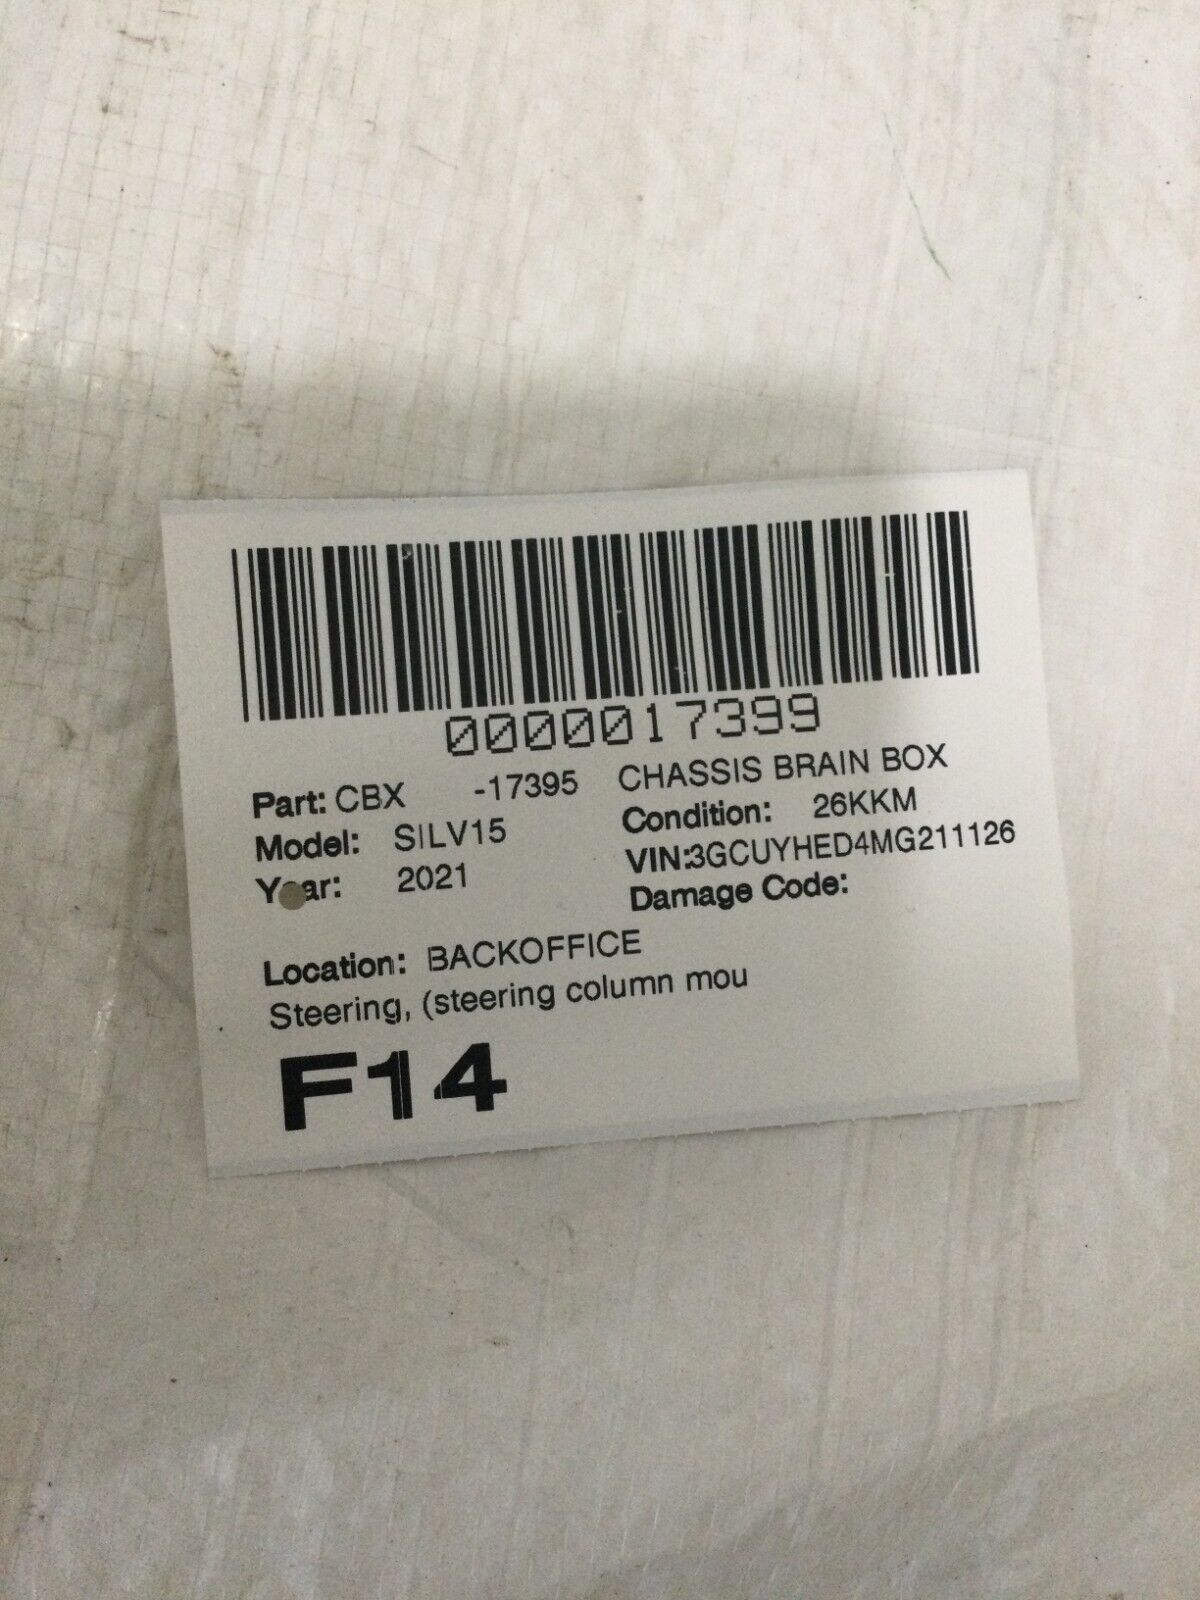 0000017399
Part: CBX -17395 CHASSIS BRAIN BOX
Model: SILV15 Condition: 26KKM
Year: 2021 VIN:3GCUYHED4MG211126
Damage Code:
Location: BACKOFFICE
Steering, (steering column mou
F14